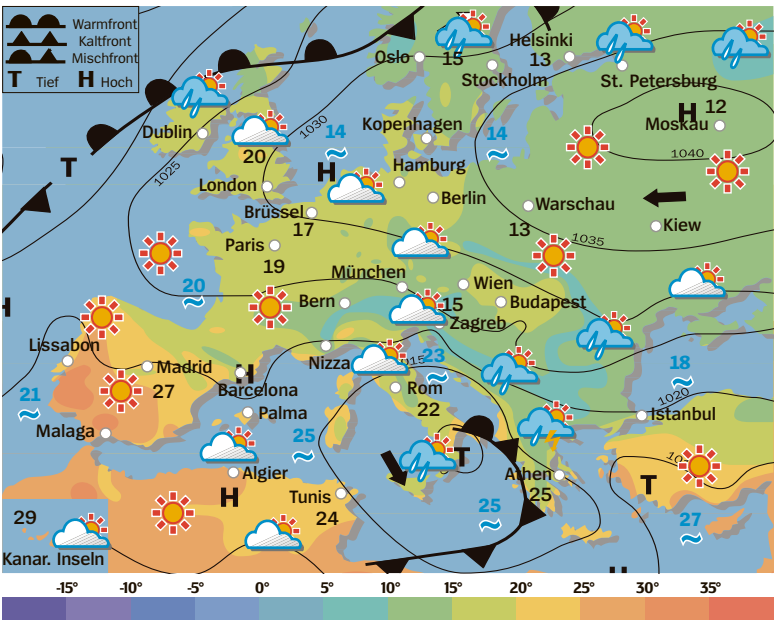 Warmfront
Kaltfront
Mischfront
T Tief H Hoch
Oslo
15
Helsinki
13
Stockholm
St. Petersburg
H 12
Moskau
1040
Dublin
1030
14
Kopenhagen
14
20
T
1025
H
Hamburg
London
Berlin
Brüssel
17
Warschau
13
Kiew
1035
Paris
19
20
München
Wien
Bern
15
Budapest
Zagreb
H
Lissabon
Madrid
27
Nizza
1015
23
18
H
Barcelona
Rom
22
1020
21
Palma
Istanbul
Malaga
25
T
Algier
Athen
25
T
H
Tunis
24
25
27
29
Kanar. Inseln
H
-15° -10° -5° 0° 5° 10° 15° 20° 25° 30° 35°